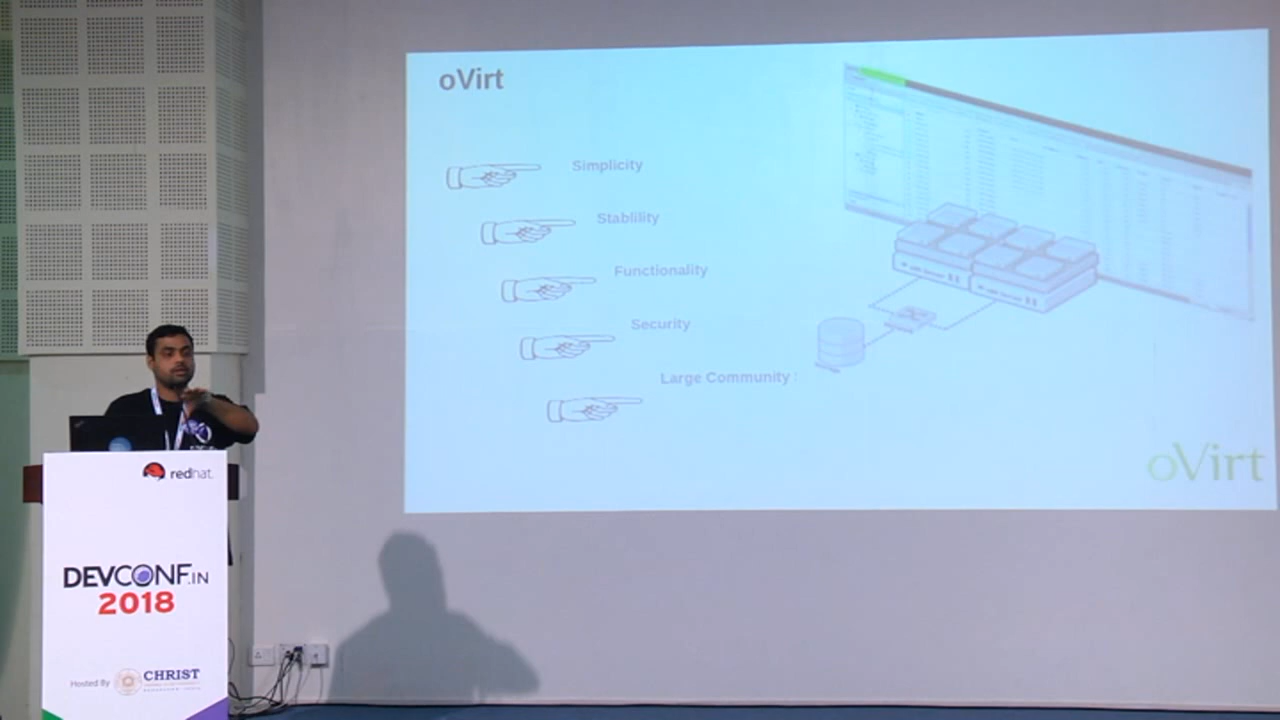 oVirt
Simplicity
Stablility
Functionality
Security
Large Community :
oVirt
redhat.
DEVCONF.IN
2018
Hosted By
CHRIST